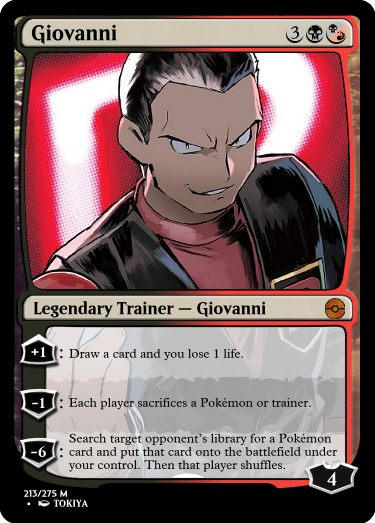 Giovanni 3
Legendary Trainer — Giovanni
+1 : Draw a card and you lose 1 life.
-1 : Each player sacrifices a Pokémon or trainer.
-6 : Search target opponent's library for a Pokémon
card and put that card onto the battlefield under
your control. Then that player shuffles.
4
213/275 M
• TOKIYA